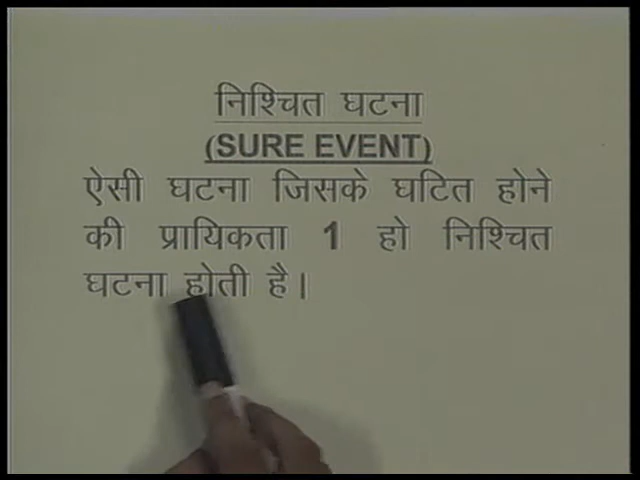 निश्चित घटना
(SURE EVENT)
ऐसी घटना जिसके घटित होने
की प्रायिकता 1 हो निश्चित
घटना होती है।